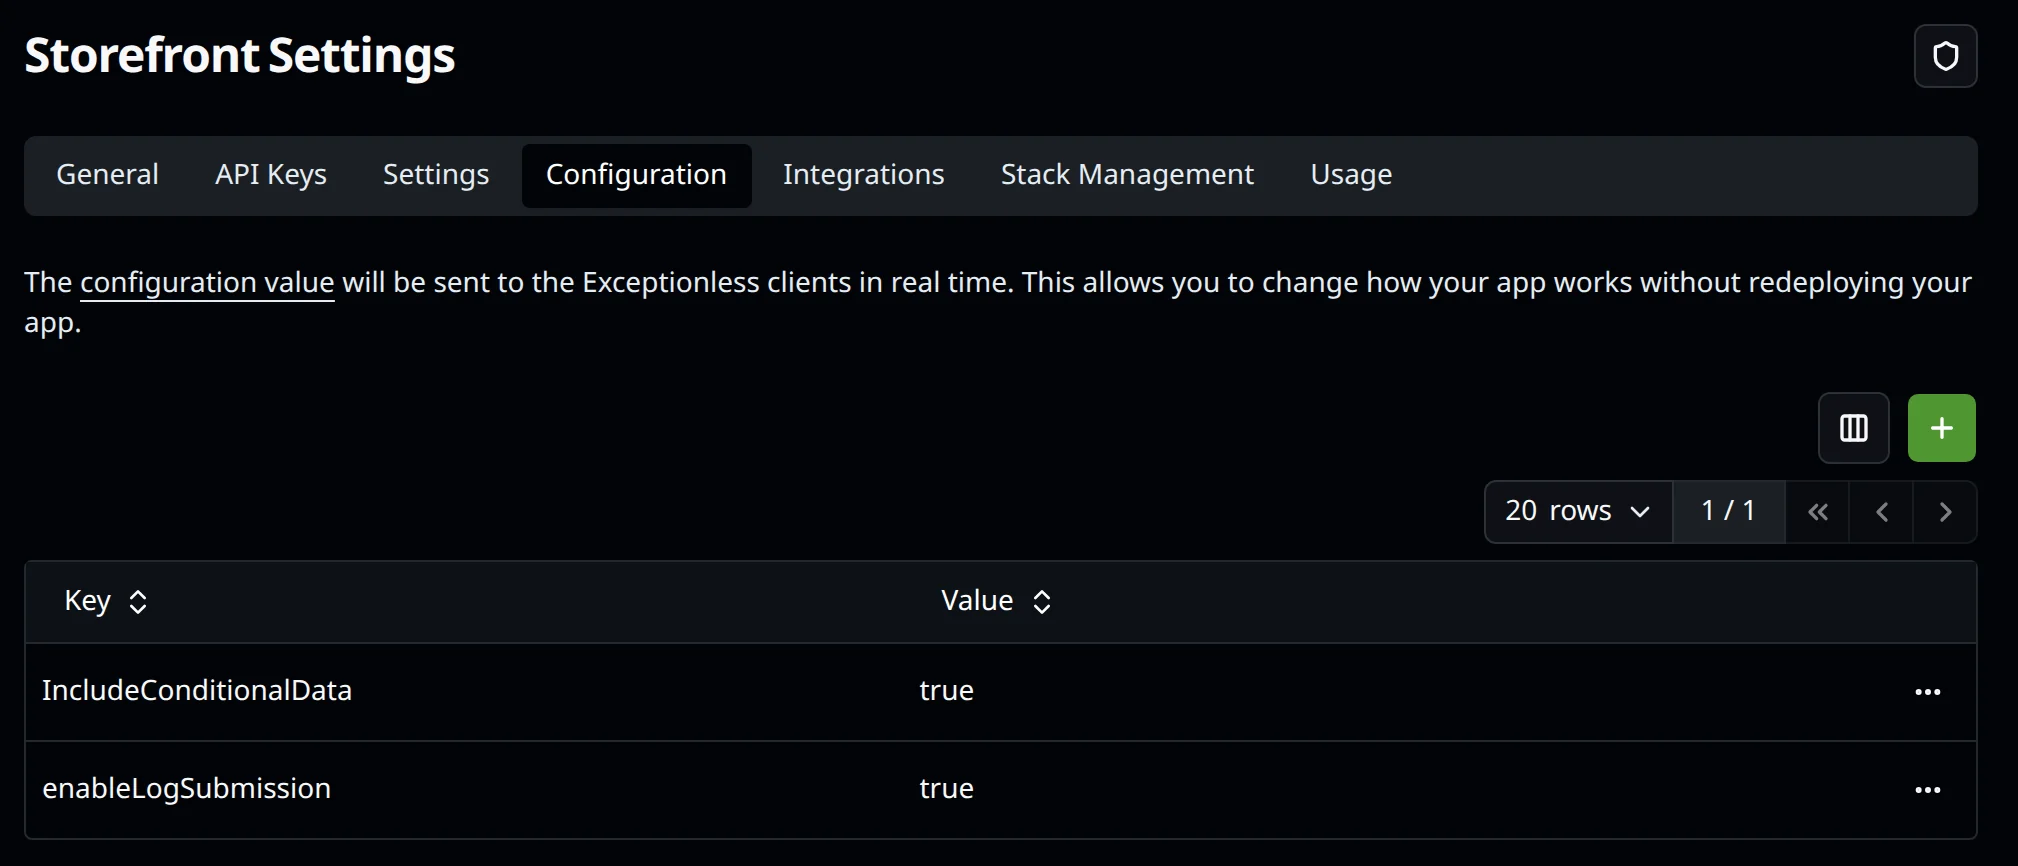 Storefront Settings
General API Keys Settings Configuration Integrations Stack Management Usage
The configuration value will be sent to the Exceptionless clients in real time. This allows you to change how your app works without redeploying your
app.
20 rows 1 / 1
Key Value
IncludeConditionalData true
enableLogSubmission true